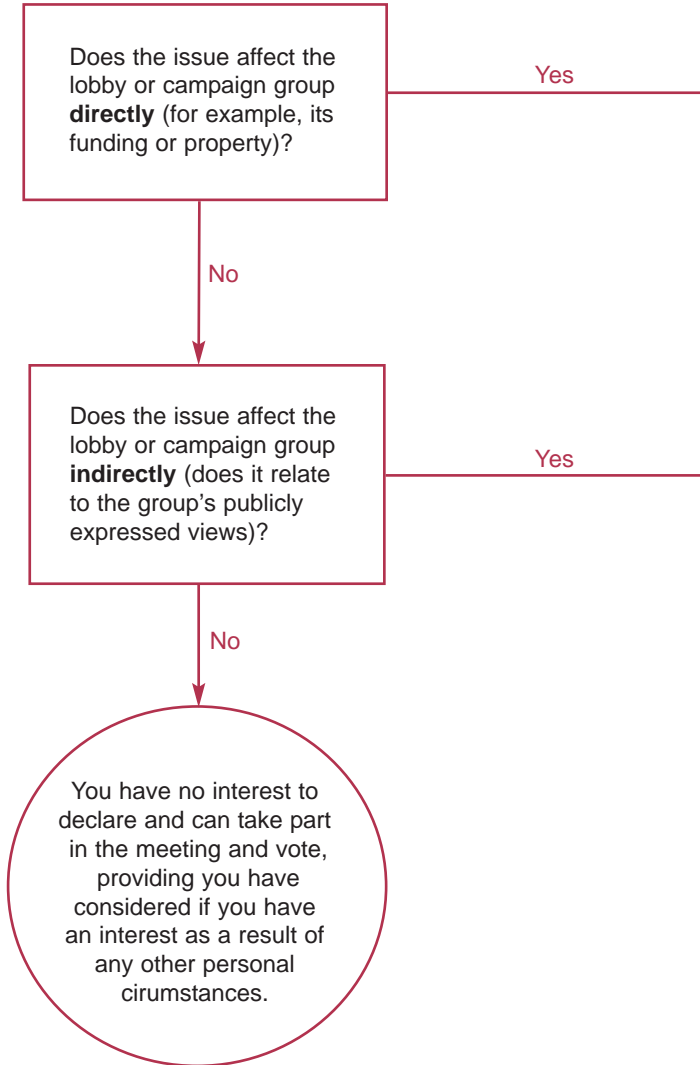 Does the issue affect the
lobby or campaign group
directly (for example, its
funding or property)?
Yes
No
Does the issue affect the
lobby or campaign group
indirectly (does it relate
to the group's publicly
expressed views)?
Yes
No
You have no interest to
declare and can take part
in the meeting and vote,
providing you have
considered if you have
an interest as a result of
any other personal
cirumstances.